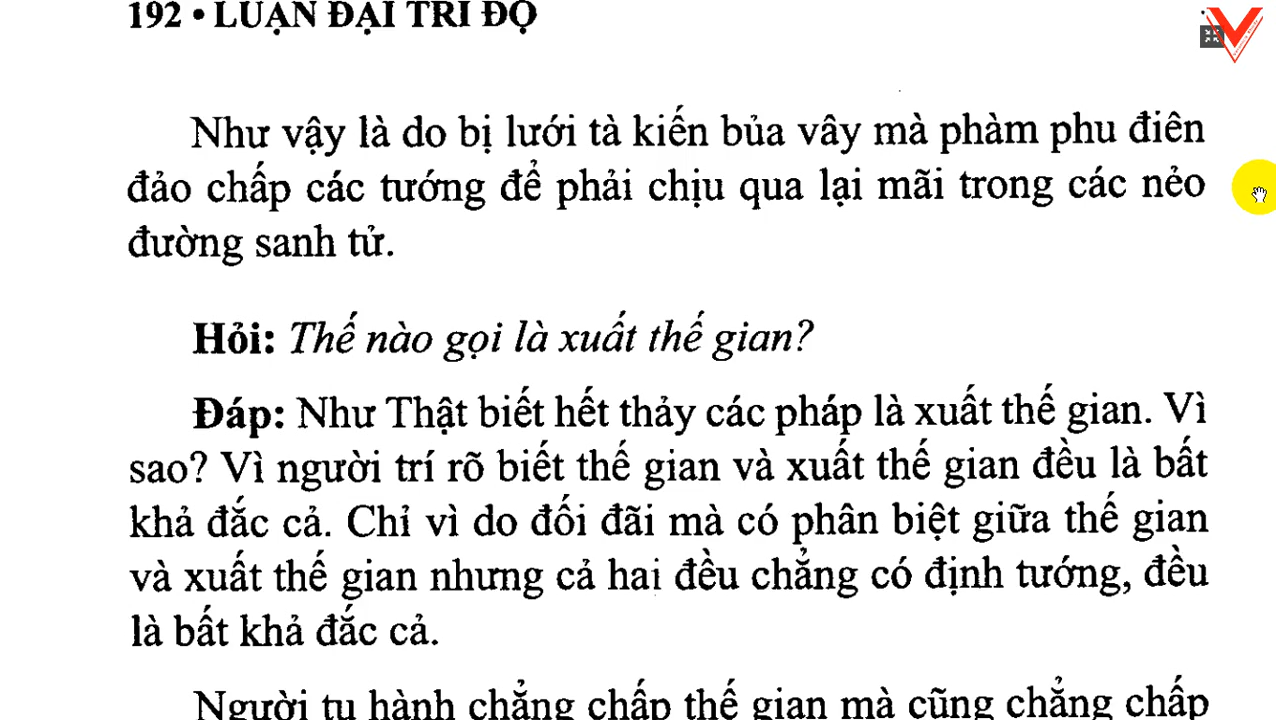 192 • LUẬN ĐẠI TRÍ ĐỘ
Như vậy là do bị lưới tà kiến bủa vây mà phàm phu điên
đảo chấp các tướng để phải chịu qua lại mãi trong các nẻo
đường sanh tử.
Hỏi: Thế nào gọi là xuất thế gian?
Đáp: Như Thật biết hết thảy các pháp là xuất thế gian. Vì
sao? Vì người trí rõ biết thế gian và xuất thế gian đều là bất
khả đắc cả. Chỉ vì do đối đãi mà có phân biệt giữa thế gian
và xuất thế gian nhưng cả hai đều chẳng có định tướng, đều
là bất khả đắc cả.
Người tu hành chẳng chấp thế gian mà cũng chẳng chấp